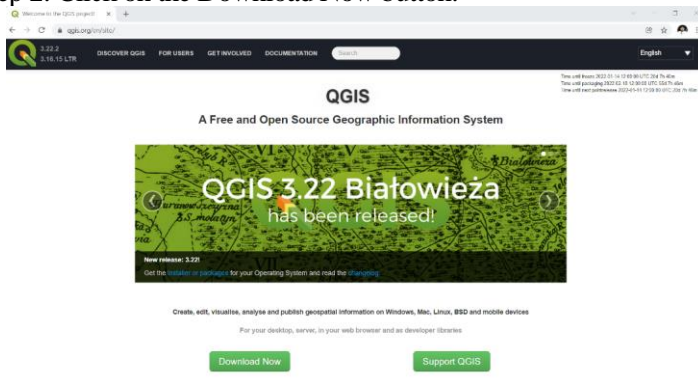 ep 2: Click on the Download Now button.
Welcome to the QGIS project!
qgis.org/en/site/
3.22.2
3.16.15 LTR
DISCOVER QGIS FOR USERS GET INVOLVED DOCUMENTATION Search English
QGIS
A Free and Open Source Geographic Information System
QGIS 3.22 Białowieża
has been released!
New release: 3.22!
Get the installer or packages for your Operating System and read the changelog.
Create, edit, visualise, analyse and publish geospatial information on Windows, Mac, Linux, BSD and mobile devices
For your desktop, server, in your web browser and as developer libraries
Download Now Support QGIS